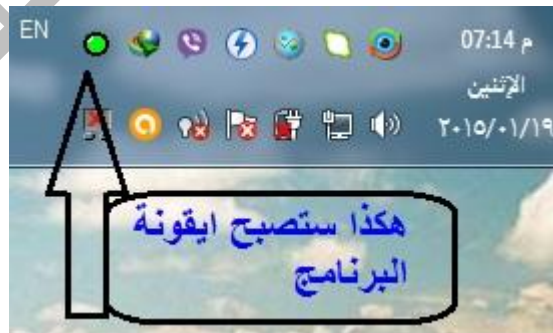 EN
07:14 م
الإثنين
٢٠١٥/٠١/١٩
هكذا ستصبح ايقونة
البرنامج